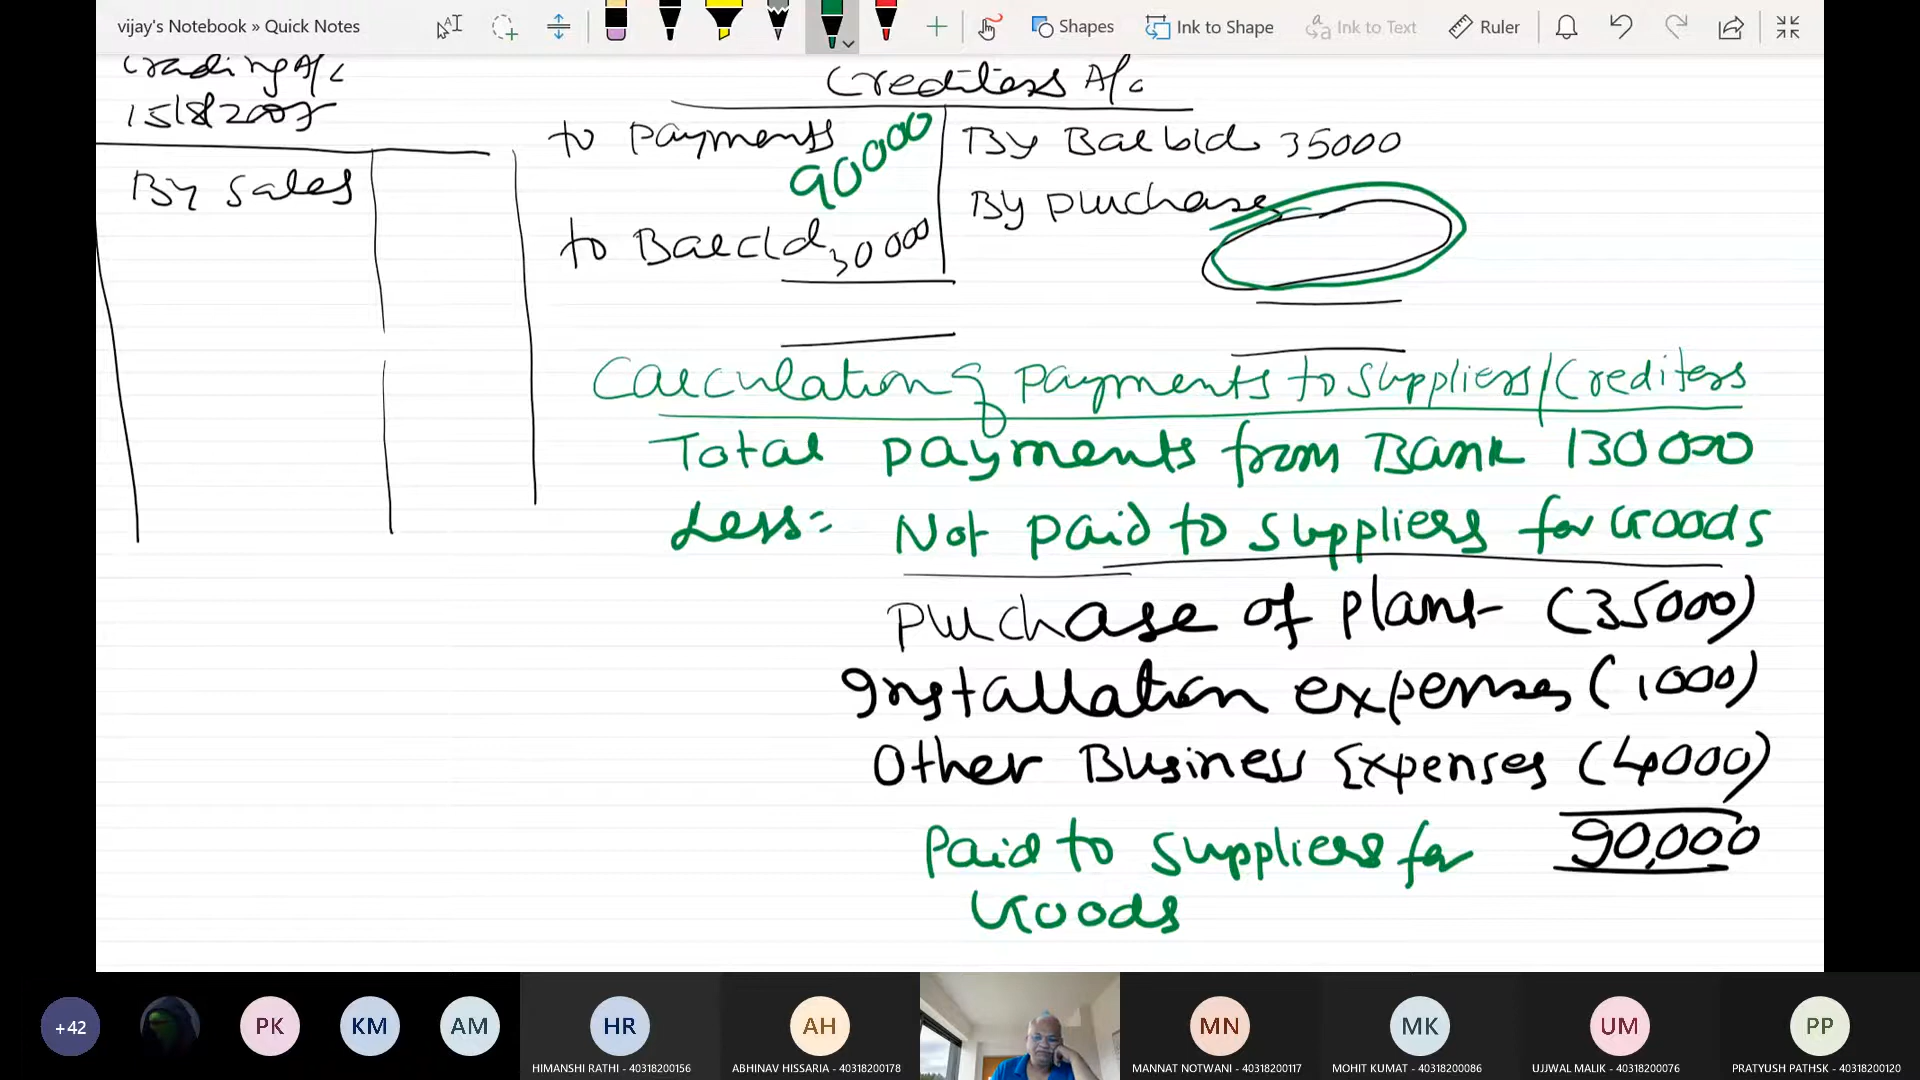 vijay's Notebook » Quick Notes
Shapes
Ink to Shape
Ink to Text
Ruler
Trading A/c
15/8/2005
By Sales
Creditors A/c
to payments 90000
By Bal b/d 35000
By purchases
to Bal c/d 30000
Calculation of payments to suppliers/Creditors
Total payments from Bank 130000
Less: Not paid to suppliers for Goods
purchase of plant (35000)
Installation expenses (1000)
Other Business Expenses (4000)
Paid to suppliers for 90,000
Goods
+42
PK
KM
AM
HR
AH
MN
MK
UM
PP
HIMANSHI RATHI - 40318200156
ABHINAV HISSARIA - 40318200178
MANNAT NOTWANI - 40318200117
MOHIT KUMAT - 40318200086
UJJWAL MALIK - 40318200076
PRATYUSH PATHSK - 40318200120